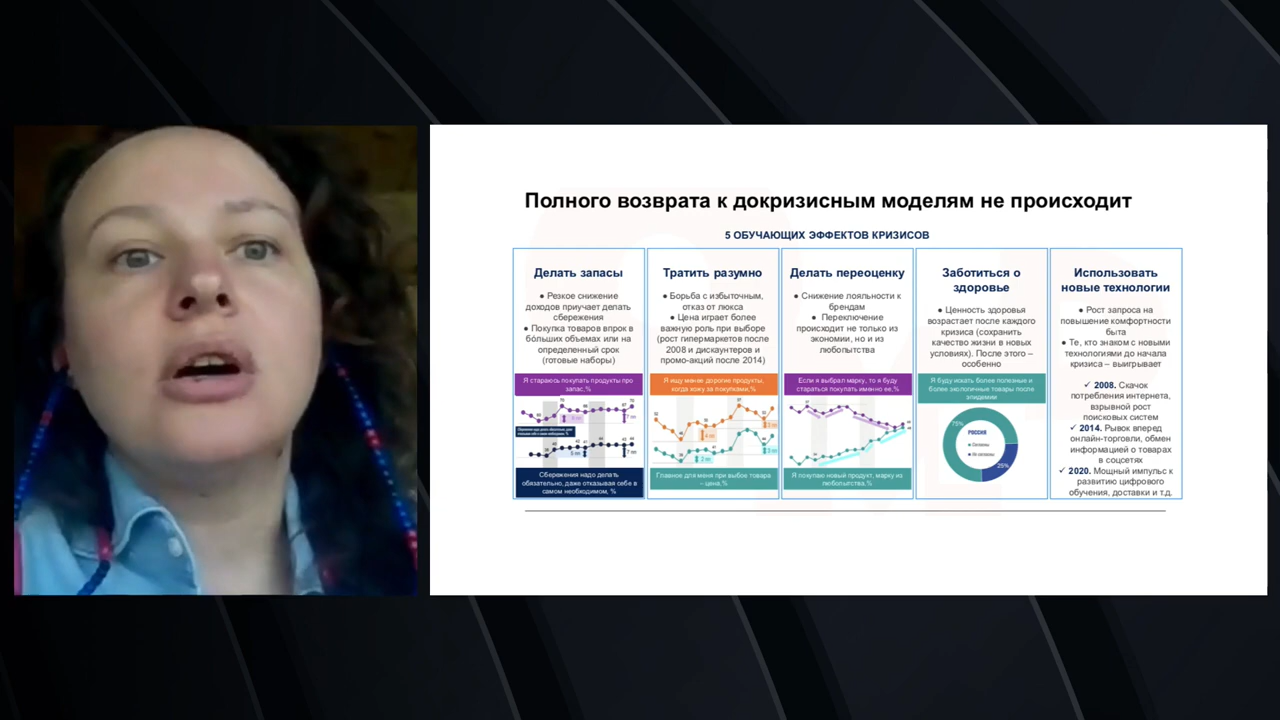 Полного возврата к докризисным моделям не происходит
5 ОБУЧАЮЩИХ ЭФФЕКТОВ КРИЗИСОВ
Делать запасы
● Резкое снижение
доходов приучает делать
сбережения
● Покупка товаров впрок в
бо́льших объемах или на
определенный срок
(готовые наборы)
Я стараюсь покупать продукты про
запас,%
Сбережения надо делать
обязательно, даже отказывая себе в
самом необходимом, %
Тратить разумно
● Борьба с избыточным,
отказ от люкса
● Цена играет более
важную роль при выборе
(рост гипермаркетов после
2008 и дискаунтеров и
промо-акций после 2014)
Я ищу менее дорогие продукты,
когда хожу за покупками,%
Главное для меня при выборе товара
– цена,%
Делать переоценку
● Снижение лояльности к
брендам
● Переключение
происходит не только из
экономии, но и из
любопытства
Если я выбрал марку, то я буду
стараться покупать именно ее,%
Я покупаю новый продукт, марку из
любопытства,%
Заботиться о
здоровье
● Ценность здоровья
возрастает после каждого
кризиса (сохранить
качество жизни в новых
условиях). После этого –
особенно
Я буду искать более полезные и
более экологичные товары после
эпидемии
75%
РОССИЯ
Согласны
Не согласны
25%
Использовать
новые технологии
● Рост запроса на
повышение комфортности
быта
● Те, кто знаком с новыми
технологиями до начала
кризиса – выигрывает
✓ 2008. Скачок
потребления интернета,
взрывной рост
поисковых систем
✓ 2014. Рывок вперед
онлайн-торговли, обмен
информацией о товарах
в соцсетях
✓ 2020. Мощный импульс к
развитию цифрового
обучения, доставки и т.д.